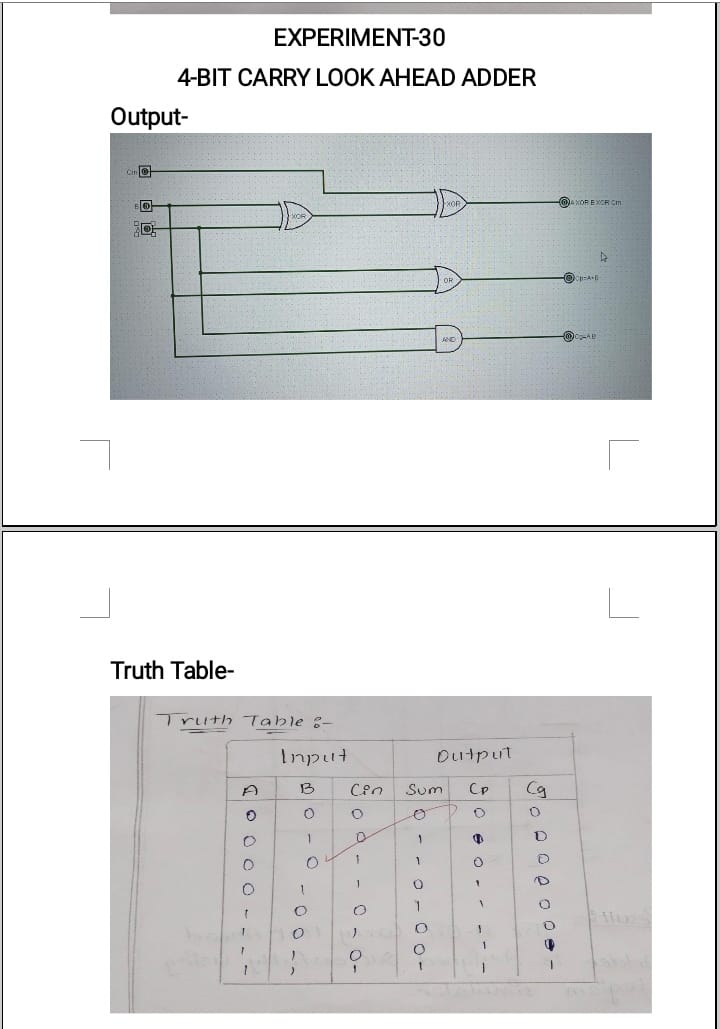 EXPERIMENT-30
4-BIT CARRY LOOK AHEAD ADDER
Output-
Cin
B
A
XOR
XOR
A XOR B XOR Cin
OR
Cp=A+B
AND
Cg=AB
Truth Table-
Truth Table :-
Input Output
A B Cin Sum Cp Cg
0 0 0 0 0 0
0 1 0 1 1 0
0 0 1 1 0 0
0 1 1 0 1 0
1 0 0 1 1 0
1 0 1 0 1 0
1 1 0 0 1 1
1 1 1 1 1 1